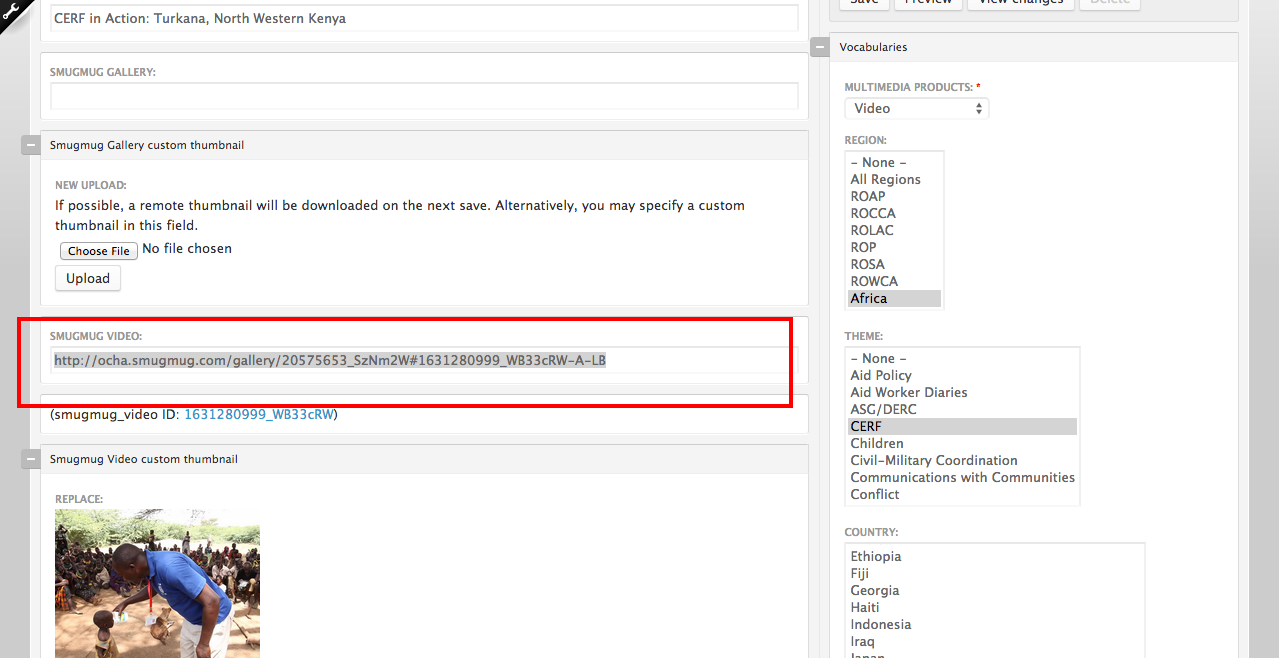 CERF in Action: Turkana, North Western Kenya
SMUGMUG GALLERY:
Smugmug Gallery custom thumbnail
NEW UPLOAD:
If possible, a remote thumbnail will be downloaded on the next save. Alternatively, you may specify a custom
thumbnail in this field.
Choose File No file chosen
Upload
SMUGMUG VIDEO:
http://ocha.smugmug.com/gallery/20575653_SzNm2W#1631280999_WB33cRW-A-LB
(smugmug_video ID: 1631280999_WB33cRW)
Smugmug Video custom thumbnail
REPLACE:
Save Preview View changes Delete
Vocabularies
MULTIMEDIA PRODUCTS: *
Video
REGION:
- None -
All Regions
ROAP
ROCCA
ROLAC
ROP
ROSA
ROWCA
Africa
THEME:
- None -
Aid Policy
Aid Worker Diaries
ASG/DERC
CERF
Children
Civil-Military Coordination
Communications with Communities
Conflict
COUNTRY:
Ethiopia
Fiji
Georgia
Haiti
Indonesia
Iraq
Japan